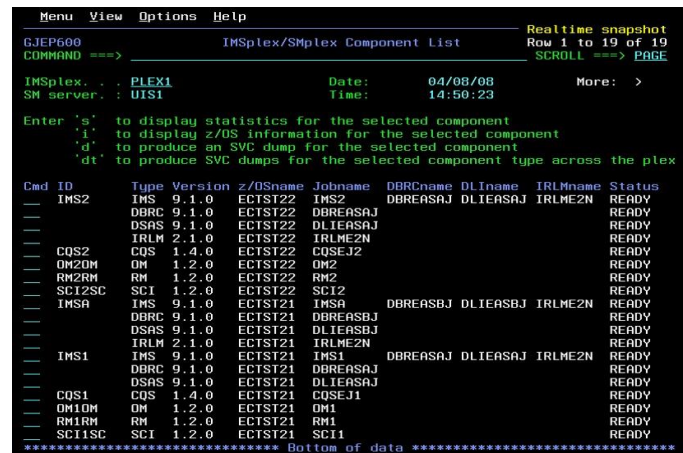 Menu View Options Help
Realtime snapshot
GJEP600 IMSplex/SMplex Component List Row 1 to 19 of 19
COMMAND ===> SCROLL ===> PAGE
IMSplex. . . PLEX1 Date: 04/08/08 More: >
SM server. : UIS1 Time: 14:50:23
Enter 's' to display statistics for the selected component
'i' to display z/OS information for the selected component
'd' to produce an SVC dump for the selected component
'dt' to produce SVC dumps for the selected component type across the plex
Cmd ID Type Version z/OSname Jobname DBRCname DLIname IRLMname Status
IMS2 IMS 9.1.0 ECTST22 IMS2 DBREASAJ DLIEASAJ IRLME2N READY
DBRC 9.1.0 ECTST22 DBREASAJ READY
DSAS 9.1.0 ECTST22 DLIEASAJ READY
IRLM 2.1.0 ECTST22 IRLME2N READY
CQS2 CQS 1.4.0 ECTST22 CQSEJ2 READY
OM2OM OM 1.2.0 ECTST22 OM2 READY
RM2RM RM 1.2.0 ECTST22 RM2 READY
SCI2SC SCI 1.2.0 ECTST22 SCI2 READY
IMSA IMS 9.1.0 ECTST21 IMSA DBREASBJ DLIEASBJ IRLME2N READY
DBRC 9.1.0 ECTST21 DBREASBJ READY
DSAS 9.1.0 ECTST21 DLIEASBJ READY
IRLM 2.1.0 ECTST21 IRLME2N READY
IMS1 IMS 9.1.0 ECTST21 IMS1 DBREASAJ DLIEASAJ IRLME2N READY
DBRC 9.1.0 ECTST21 DBREASAJ READY
DSAS 9.1.0 ECTST21 DLIEASAJ READY
CQS1 CQS 1.4.0 ECTST21 CQSEJ1 READY
OM1OM OM 1.2.0 ECTST21 OM1 READY
RM1RM RM 1.2.0 ECTST21 RM1 READY
SCI1SC SCI 1.2.0 ECTST21 SCI1 READY
******************************* Bottom of data ********************************